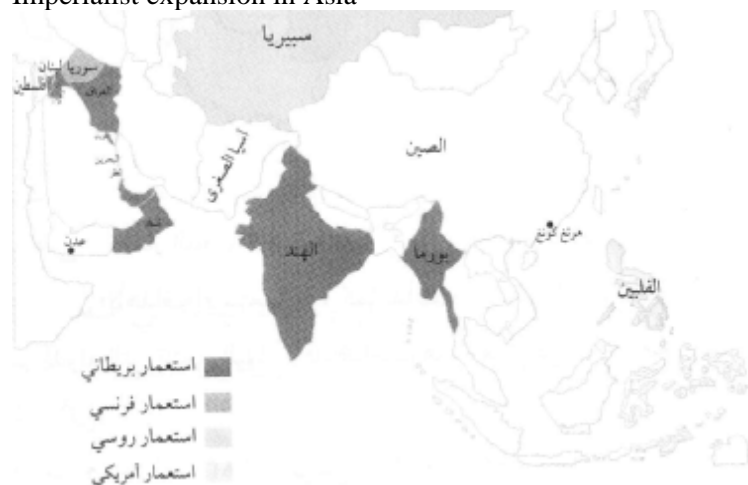 Imperialist expansion in Asia
سيبيريا
سوريا لبنان
فلسطين
العراق
آسيا الصغرى
الصين
عدن
الهند
بورما
هونغ كونغ
الفليبين
استعمار بريطاني
استعمار فرنسي
استعمار روسي
استعمار أمريكي